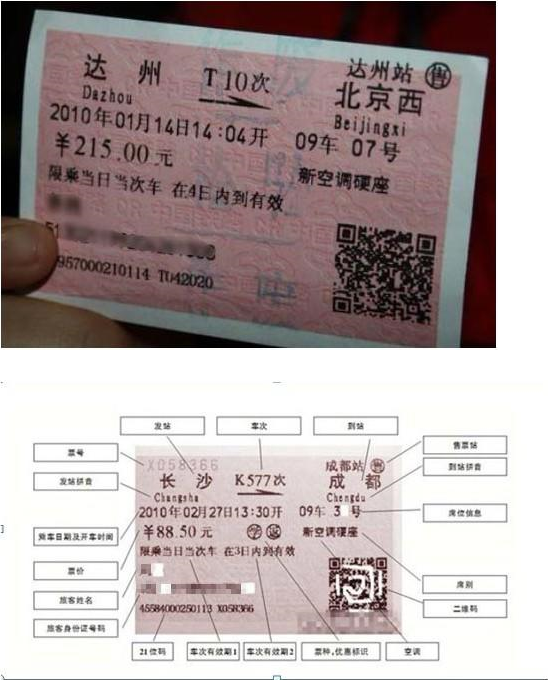 达州站 售
达 州 T10次 北京西
Dazhou Beijingxi
2010年01月14日14:04开 09车 07号
￥215.00元 新空调硬座
限乘当日当次车 在4日内到有效
51
957000210114 T042020
发站 车次 到站
票号 售票站
X058366 成都站 售
发站拼音 长 沙 K577次 成 都 到站拼音
Changsha Chengdu
乘车日期及开车时间 2010年02月27日13:30开 09车 3 号 席位信息
票价 ￥88.50元 学 返 新空调硬座
限乘当日当次车 在3日内到有效 席别
旅客姓名 二维码
旅客身份证号码 45584000250113 X058366
21位码 车次有效期1 车次有效期2 票种,优惠标识 空调